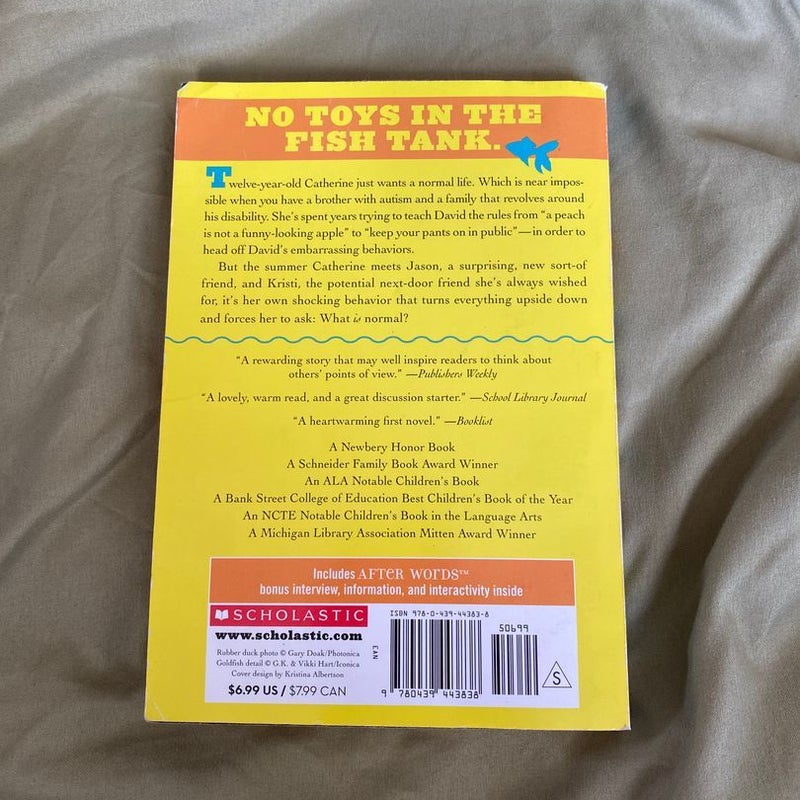 NO TOYS IN THE
FISH TANK.
Twelve-year-old Catherine just wants a normal life. Which is near impos-
sible when you have a brother with autism and a family that revolves around
his disability. She's spent years trying to teach David the rules from “a peach
is not a funny-looking apple” to “keep your pants on in public”—in order to
head off David's embarrassing behaviors.
But the summer Catherine meets Jason, a surprising, new sort-of
friend, and Kristi, the potential next-door friend she's always wished
for, it's her own shocking behavior that turns everything upside down
and forces her to ask: What is normal?
“A rewarding story that may well inspire readers to think about
others' points of view.” —Publishers Weekly
“A lovely, warm read, and a great discussion starter.” —School Library Journal
“A heartwarming first novel.” —Booklist
A Newbery Honor Book
A Schneider Family Book Award Winner
An ALA Notable Children's Book
A Bank Street College of Education Best Children's Book of the Year
An NCTE Notable Children's Book in the Language Arts
A Michigan Library Association Mitten Award Winner
Includes AFTER WORDS™
bonus interview, information, and interactivity inside
SCHOLASTIC
www.scholastic.com
Rubber duck photo © Gary Doak/Photonica
Goldfish detail © G.K. & Vikki Hart/Iconica
Cover design by Kristina Albertson
$6.99 US / $7.99 CAN
EAN
ISBN 978-0-439-44383-8
50699
9 780439 443838
S